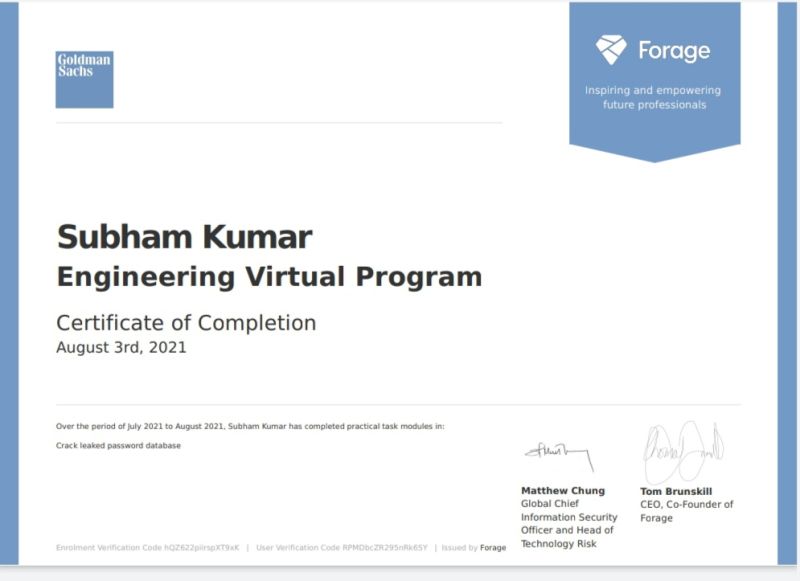 Goldman
Sachs
Forage
Inspiring and empowering
future professionals
Subham Kumar
Engineering Virtual Program
Certificate of Completion
August 3rd, 2021
Over the period of July 2021 to August 2021, Subham Kumar has completed practical task modules in:
Crack leaked password database
Matthew Chung
Global Chief
Information Security
Officer and Head of
Technology Risk
Tom Brunskill
CEO, Co-Founder of
Forage
Enrolment Verification Code hQZ622piirspXT9xK | User Verification Code RPMDbcZR295nRk6SY | Issued by Forage